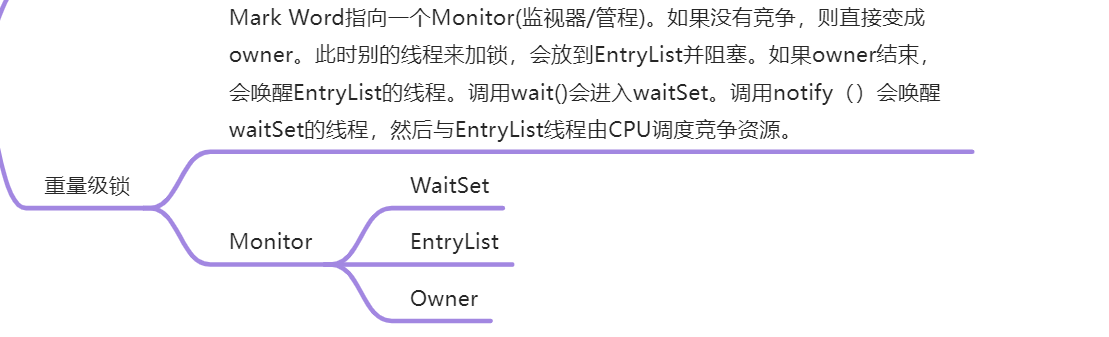 Mark Word指向一个Monitor(监视器/管程)。如果没有竞争，则直接变成
owner。此时别的线程来加锁，会放到EntryList并阻塞。如果owner结束，
会唤醒EntryList的线程。调用wait()会进入waitSet。调用notify（）会唤醒
waitSet的线程，然后与EntryList线程由CPU调度竞争资源。
重量级锁
Monitor
WaitSet
EntryList
Owner